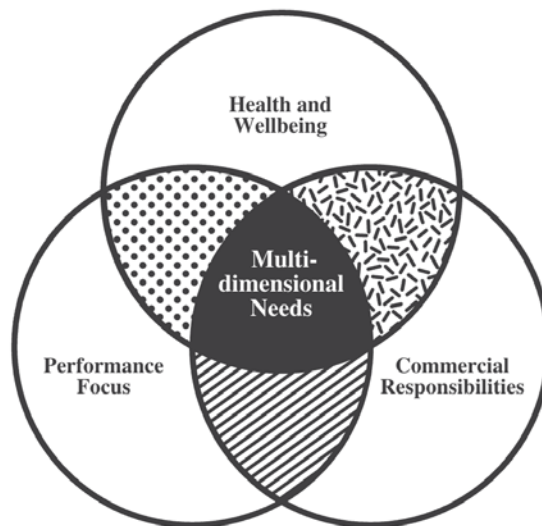 Health and
Wellbeing
Multi-
dimensional
Needs
Performance
Focus
Commercial
Responsibilities